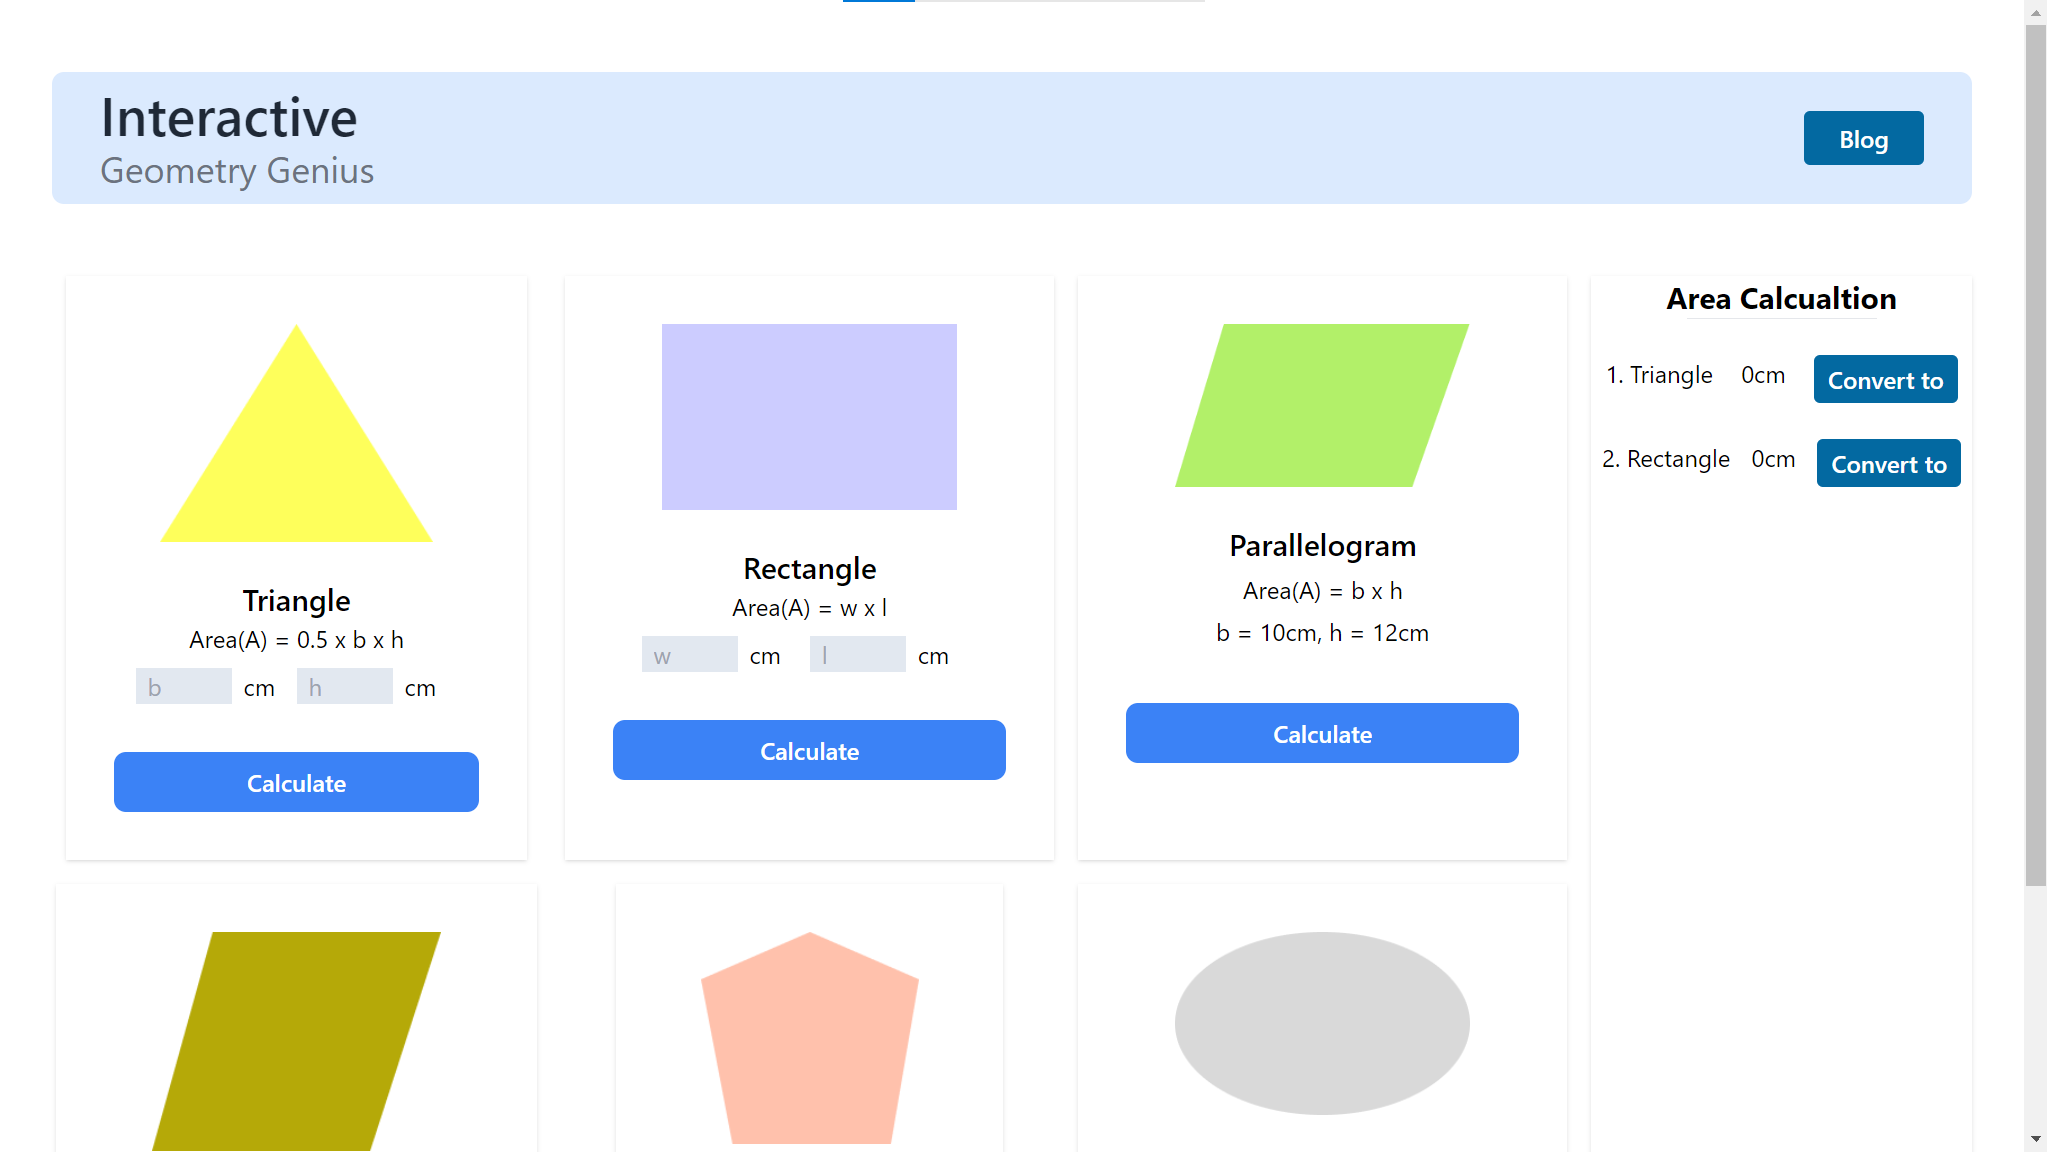 Interactive
Geometry Genius
Blog
Triangle
Area(A) = 0.5 x b x h
b cm h cm
Calculate
Rectangle
Area(A) = w x l
w cm l cm
Calculate
Parallelogram
Area(A) = b x h
b = 10cm, h = 12cm
Calculate
Area Calcualtion
1. Triangle 0cm Convert to
2. Rectangle 0cm Convert to